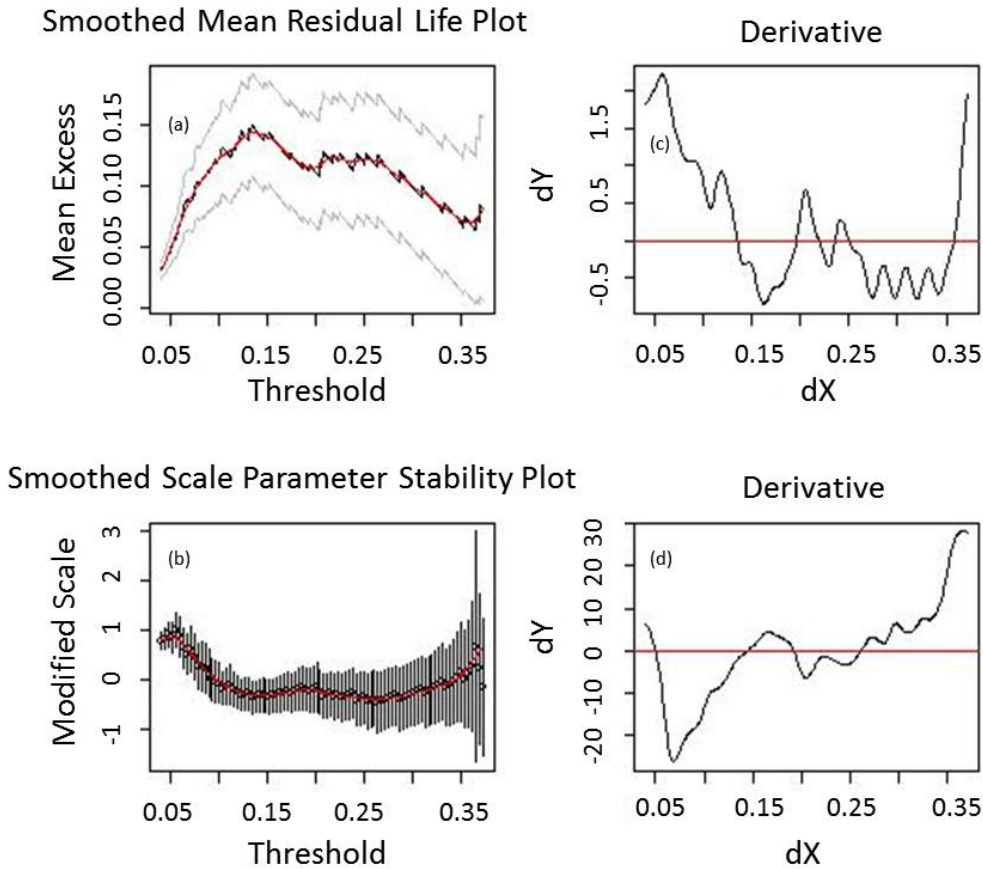 Smoothed Mean Residual Life Plot
Derivative
Mean Excess
0.00 0.05 0.10 0.15
(a)
0.05 0.15 0.25 0.35
Threshold
dY
-0.5 0.5 1.5
(c)
0.05 0.15 0.25 0.35
dX
Smoothed Scale Parameter Stability Plot
Derivative
Modified Scale
-1 0 1 2 3
(b)
0.05 0.15 0.25 0.35
Threshold
dY
-20 -10 0 10 20 30
(d)
0.05 0.15 0.25 0.35
dX